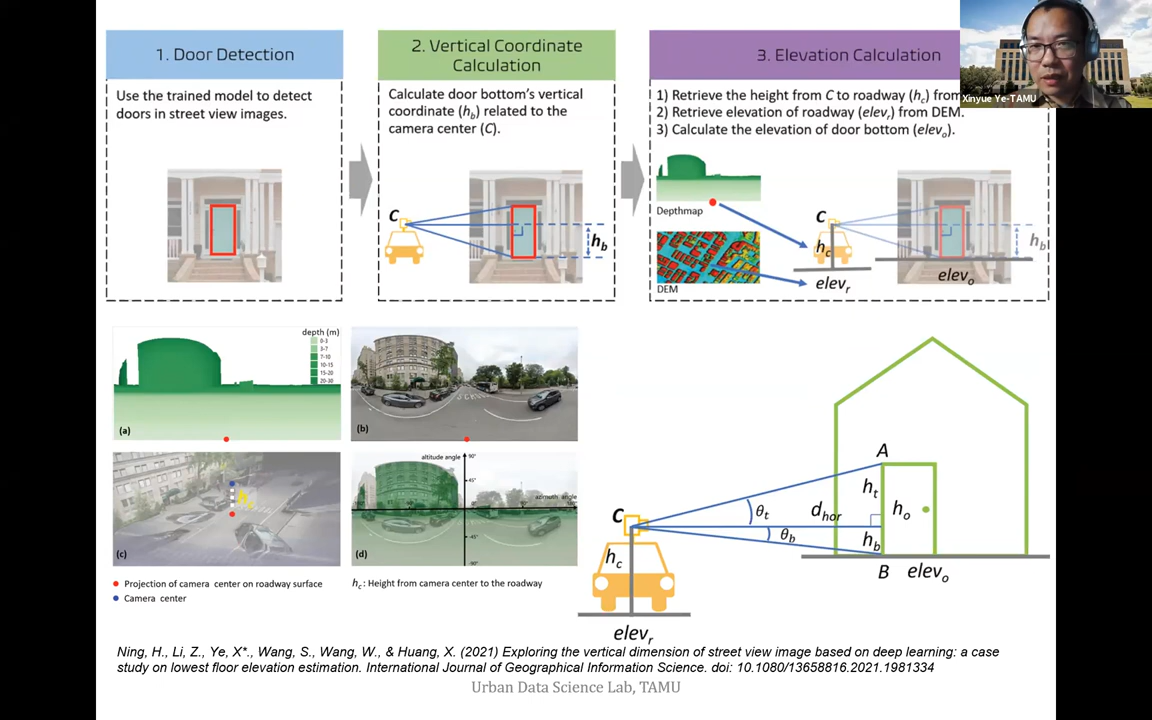 1. Door Detection
Use the trained model to detect
doors in street view images.
2. Vertical Coordinate
Calculation
Calculate door bottom's vertical
coordinate (hb) related to the
camera center (C).
C
hb
3. Elevation Calculation
1) Retrieve the height from C to roadway (hc) from
2) Retrieve elevation of roadway (elevr) from DEM.
3) Calculate the elevation of door bottom (elevo).
Depthmap
DEM
C
hc
elevr
elevo
hb
Xinyue Ye-TAMU
depth (m)
0-3
3-7
7-10
10-15
15-20
20-30
(a)
(b)
(c)
hc
(d)
altitude angle
90°
45°
azimuth angle
-45°
-90°
Projection of camera center on roadway surface
Camera center
hc: Height from camera center to the roadway
C
hc
elevr
θt
θb
dhor
A
ht
ho
hb
B
elevo
Ning, H., Li, Z., Ye, X*., Wang, S., Wang, W., & Huang, X. (2021) Exploring the vertical dimension of street view image based on deep learning: a case
study on lowest floor elevation estimation. International Journal of Geographical Information Science. doi: 10.1080/13658816.2021.1981334
Urban Data Science Lab, TAMU